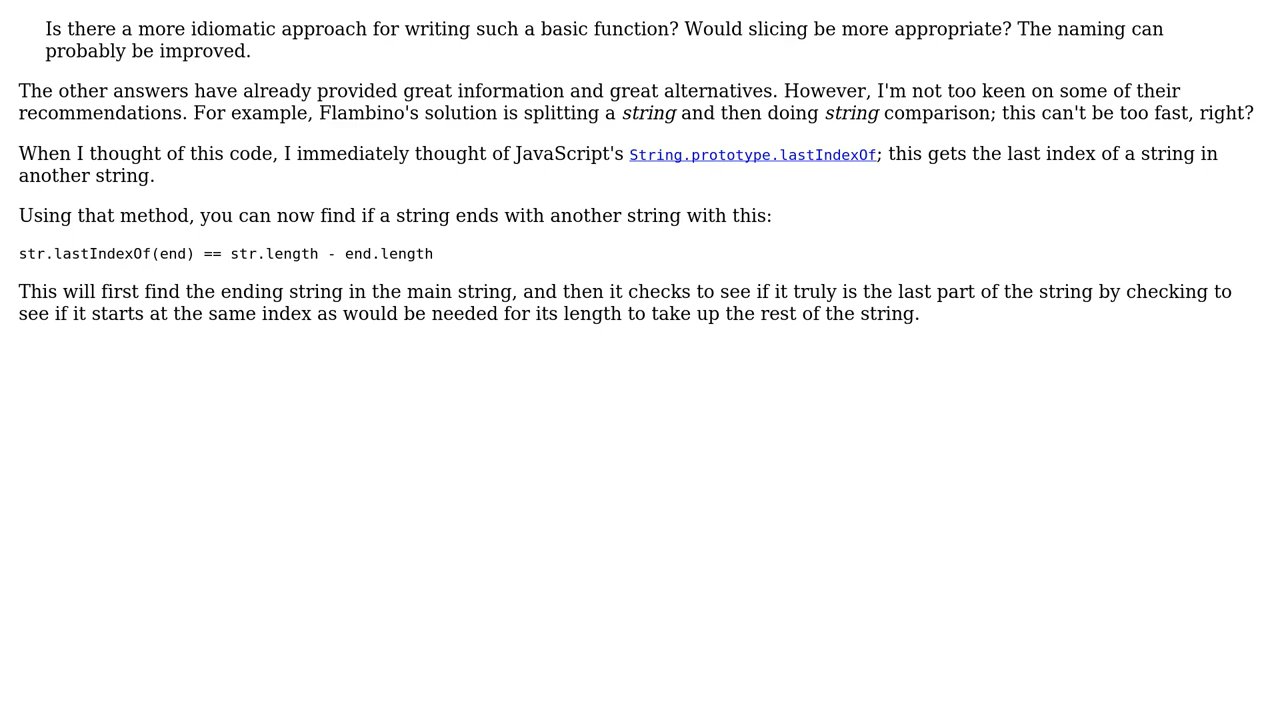 Is there a more idiomatic approach for writing such a basic function? Would slicing be more appropriate? The naming can
probably be improved.
The other answers have already provided great information and great alternatives. However, I'm not too keen on some of their
recommendations. For example, Flambino's solution is splitting a string and then doing string comparison; this can't be too fast, right?
When I thought of this code, I immediately thought of JavaScript's String.prototype.lastIndexOf; this gets the last index of a string in
another string.
Using that method, you can now find if a string ends with another string with this:
str.lastIndexOf(end) == str.length - end.length
This will first find the ending string in the main string, and then it checks to see if it truly is the last part of the string by checking to
see if it starts at the same index as would be needed for its length to take up the rest of the string.